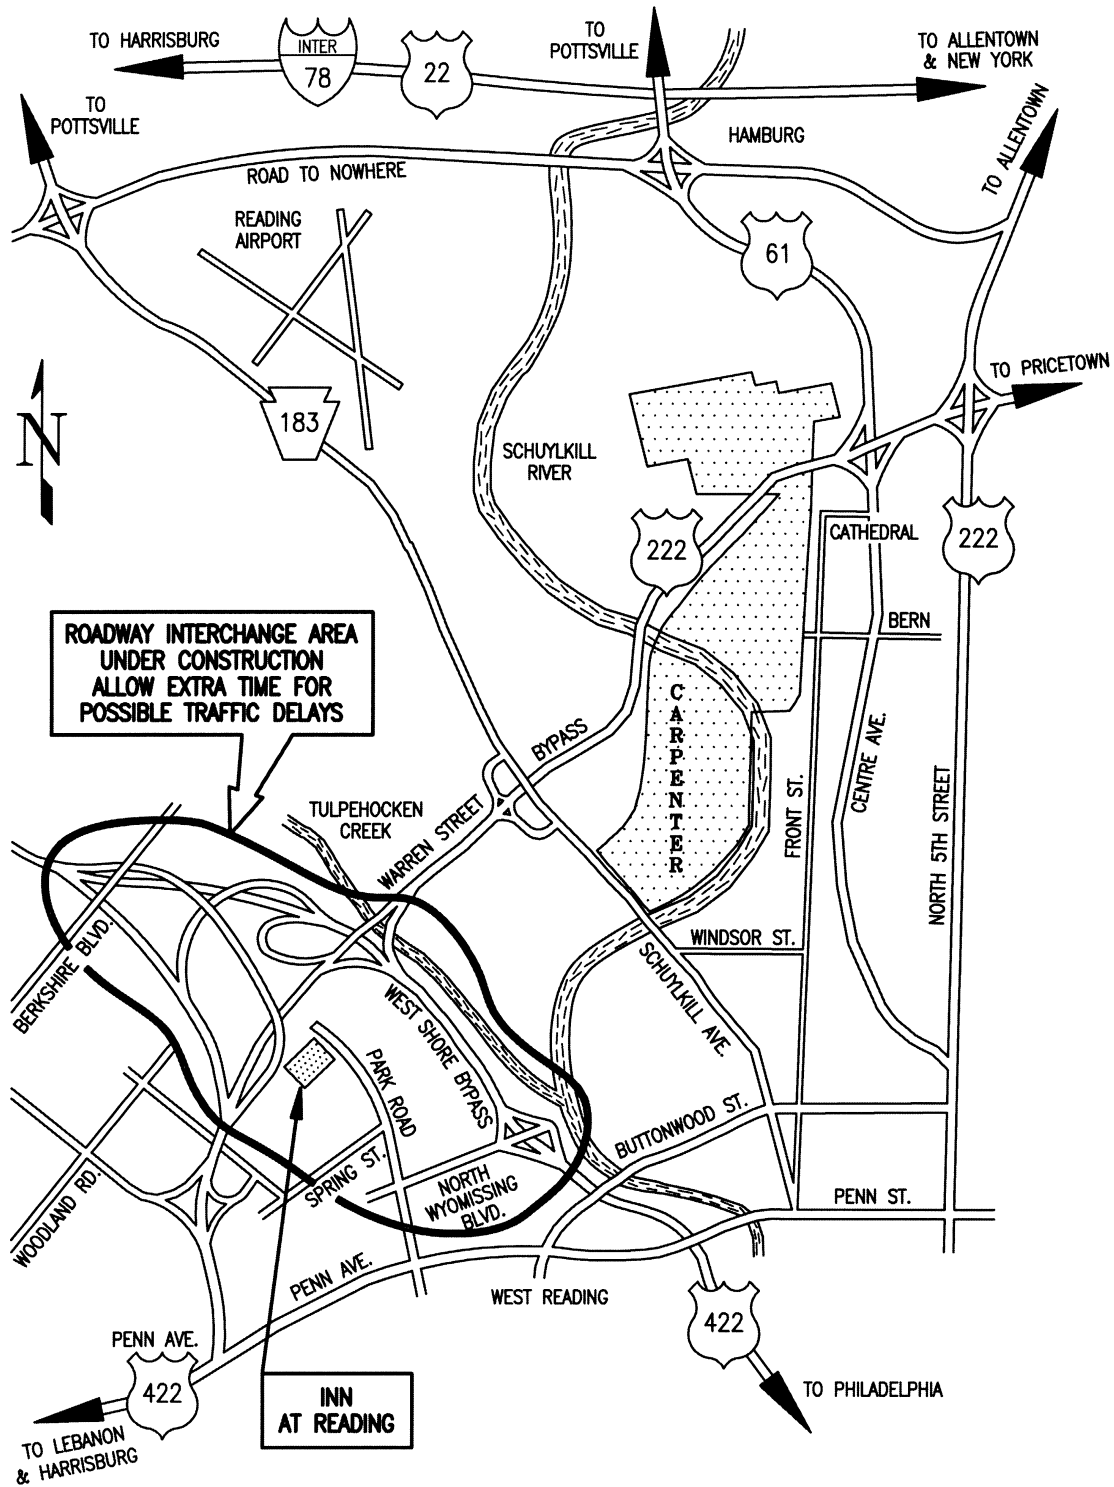 TO HARRISBURG
INTER
78
22
TO
POTTSVILLE
TO ALLENTOWN
& NEW YORK
TO
POTTSVILLE
HAMBURG
TO ALLENTOWN
ROAD TO NOWHERE
READING
AIRPORT
61
TO PRICETOWN
N
183
SCHUYLKILL
RIVER
222
CATHEDRAL
222
BERN
ROADWAY INTERCHANGE AREA
UNDER CONSTRUCTION
ALLOW EXTRA TIME FOR
POSSIBLE TRAFFIC DELAYS
CARPENTER
BYPASS
CENTRE AVE.
FRONT ST.
NORTH 5TH STREET
TULPEHOCKEN
CREEK
WARREN STREET
BERKSHIRE BLVD.
WINDSOR ST.
SCHUYLKILL AVE.
WEST SHORE BYPASS
PARK ROAD
BUTTONWOOD ST.
SPRING ST.
NORTH
WYOMISSING
BLVD.
WOODLAND RD.
PENN ST.
PENN AVE.
WEST READING
422
PENN AVE.
422
TO PHILADELPHIA
INN
AT READING
TO LEBANON
& HARRISBURG